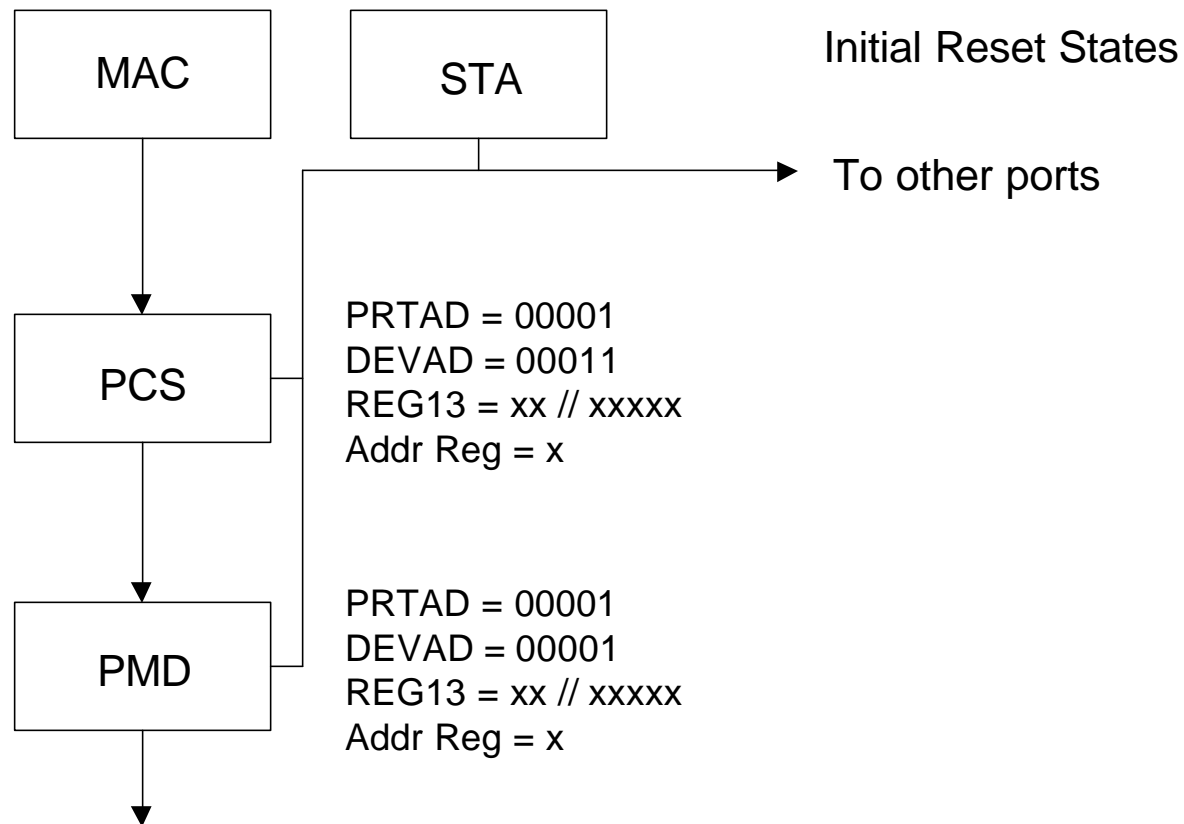 MAC
STA
Initial Reset States
To other ports
PCS
PRTAD = 00001
DEVAD = 00011
REG13 = xx // xxxxx
Addr Reg = x
PMD
PRTAD = 00001
DEVAD = 00001
REG13 = xx // xxxxx
Addr Reg = x